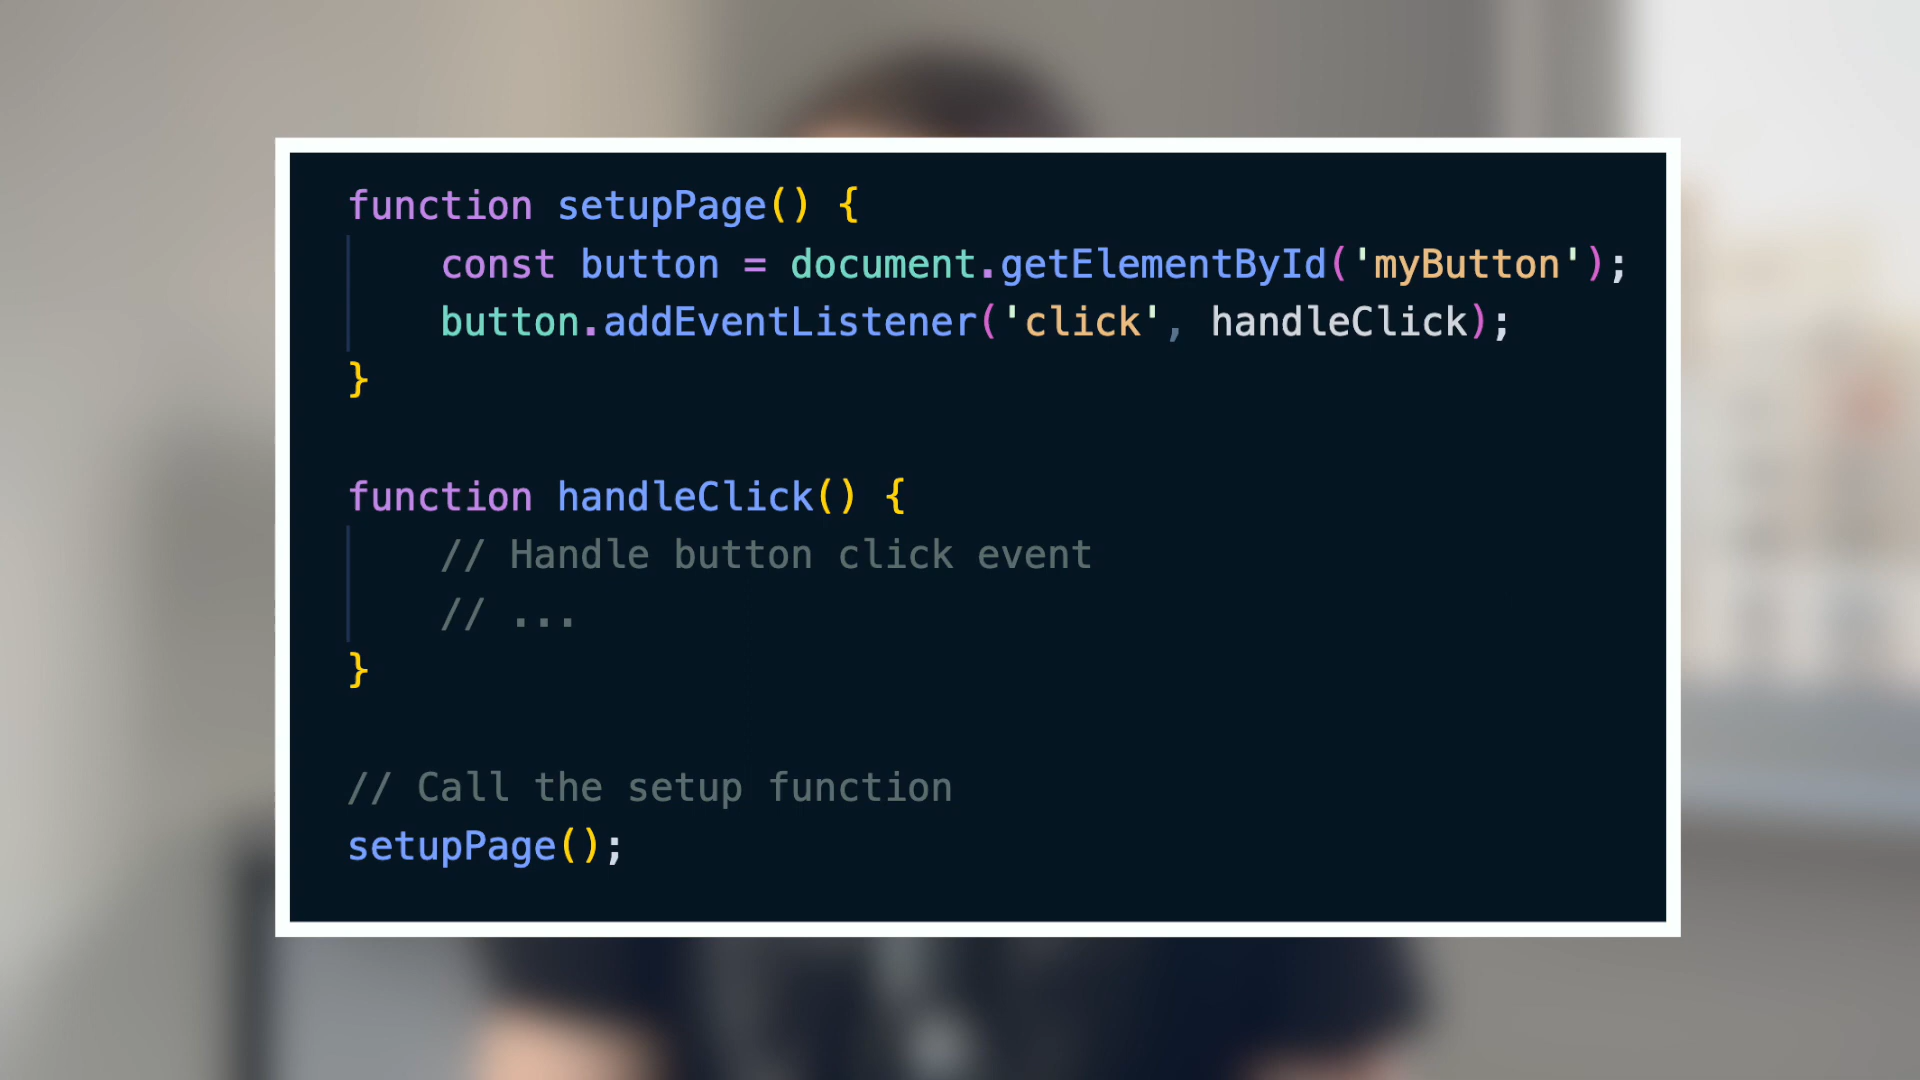 function setupPage() {
    const button = document.getElementById('myButton');
    button.addEventListener('click', handleClick);
}

function handleClick() {
    // Handle button click event
    // ...
}

// Call the setup function
setupPage();